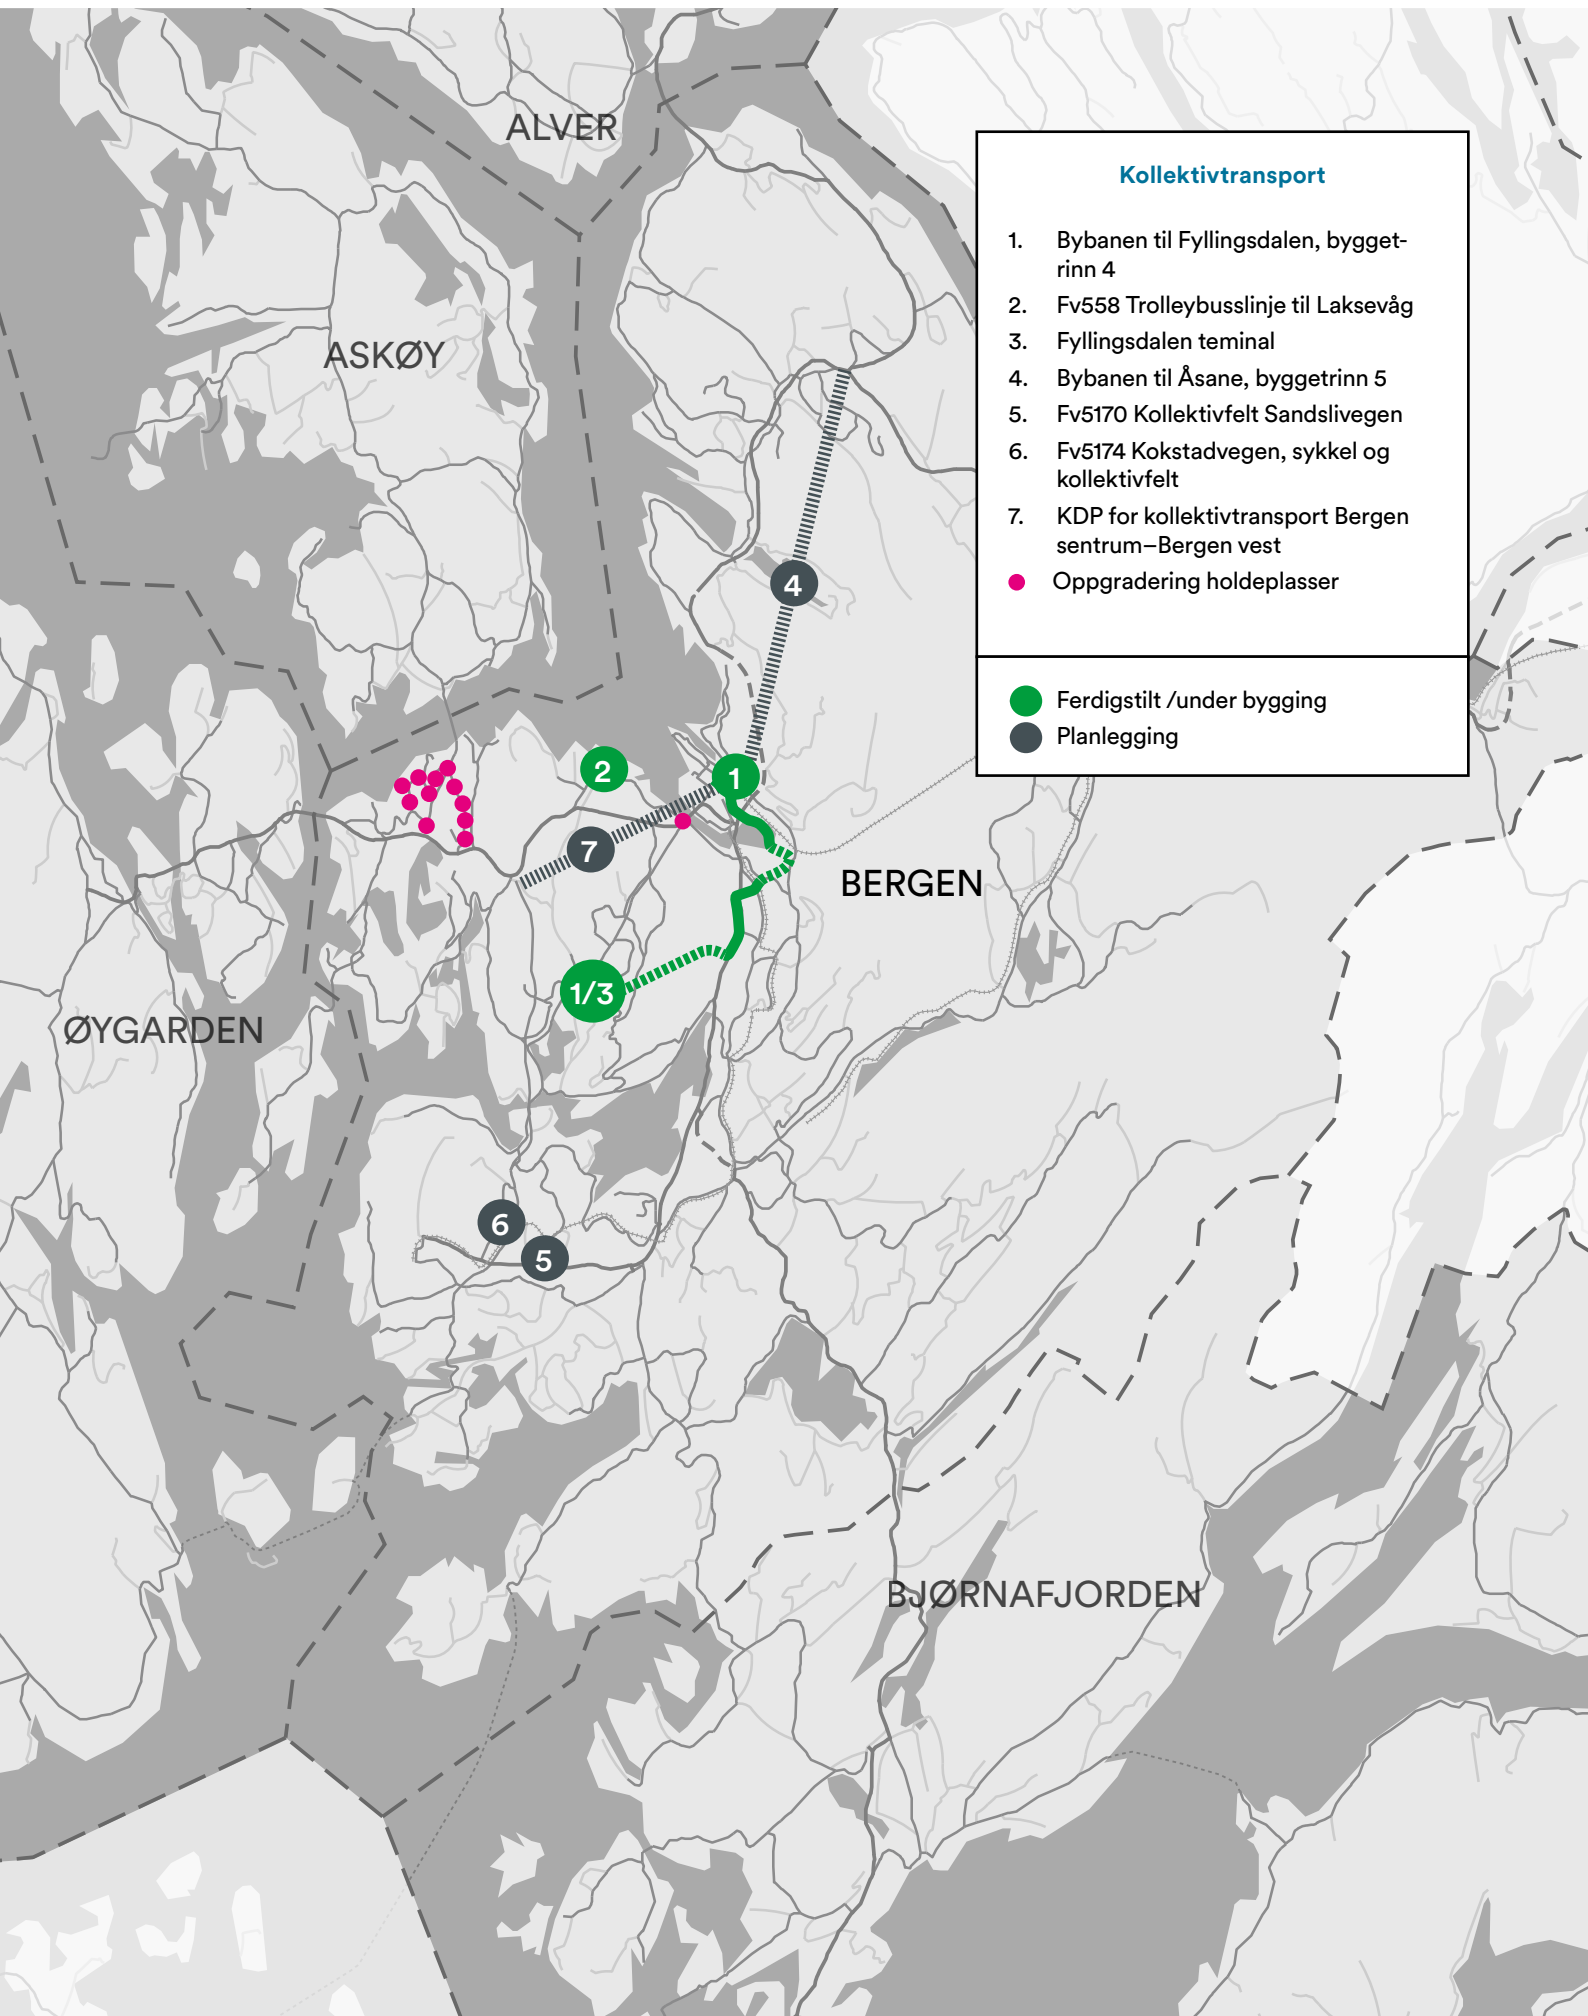 ALVER
Kollektivtransport
1. Bybanen til Fyllingsdalen, bygget-
rinn 4
2. Fv558 Trolleybusslinje til Laksevåg
3. Fyllingsdalen teminal
4. Bybanen til Åsane, byggetrinn 5
5. Fv5170 Kollektivfelt Sandslivegen
6. Fv5174 Kokstadvegen, sykkel og
kollektivfelt
7. KDP for kollektivtransport Bergen
sentrum–Bergen vest
Oppgradering holdeplasser
Ferdigstilt /under bygging
Planlegging
ASKØY
4
2
1
7
BERGEN
1/3
ØYGARDEN
6
5
BJØRNAFJORDEN